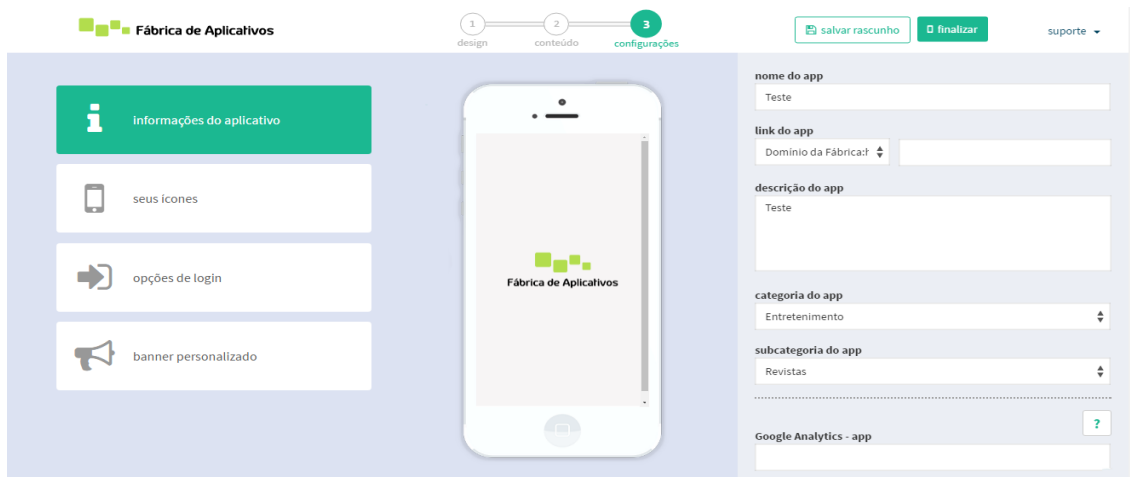 Fábrica de Aplicativos
1
2
3
design
conteúdo
configurações
salvar rascunho
finalizar
suporte
informações do aplicativo
seus ícones
opções de login
banner personalizado
Fábrica de Aplicativos
nome do app
Teste
link do app
Domínio da Fábrica:h
descrição do app
Teste
categoria do app
Entretenimento
subcategoria do app
Revistas
?
Google Analytics - app